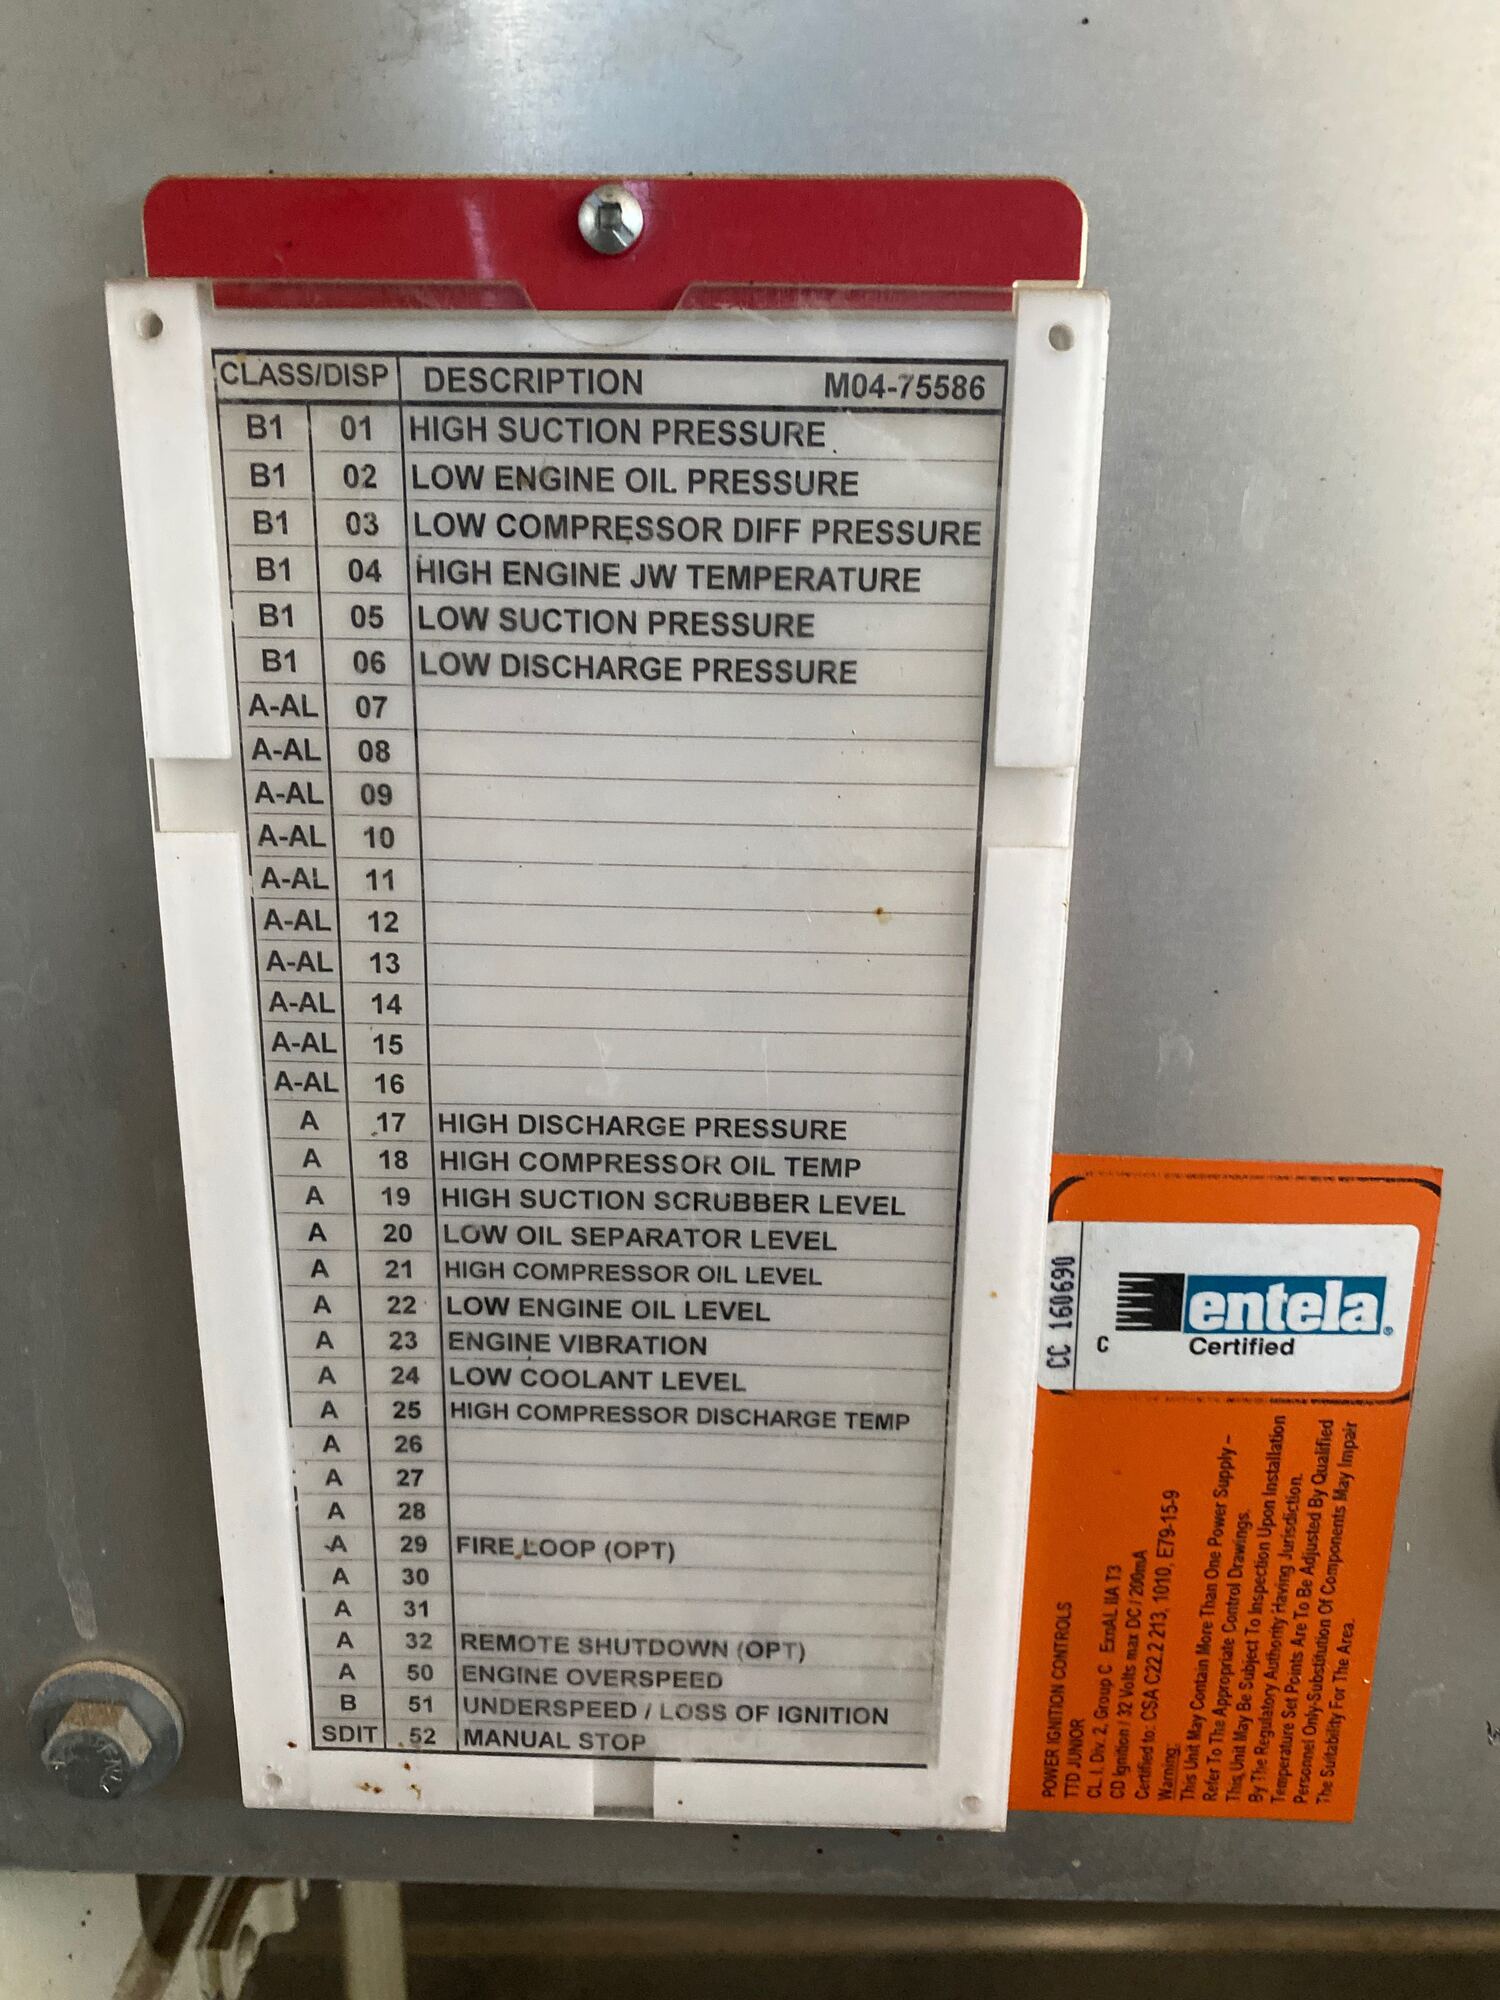 CLASS/DISP DESCRIPTION M04-75586
B1 01 HIGH SUCTION PRESSURE
B1 02 LOW ENGINE OIL PRESSURE
B1 03 LOW COMPRESSOR DIFF PRESSURE
B1 04 HIGH ENGINE JW TEMPERATURE
B1 05 LOW SUCTION PRESSURE
B1 06 LOW DISCHARGE PRESSURE
A-AL 07
A-AL 08
A-AL 09
A-AL 10
A-AL 11
A-AL 12
A-AL 13
A-AL 14
A-AL 15
A-AL 16
A 17 HIGH DISCHARGE PRESSURE
A 18 HIGH COMPRESSOR OIL TEMP
A 19 HIGH SUCTION SCRUBBER LEVEL
A 20 LOW OIL SEPARATOR LEVEL
A 21 HIGH COMPRESSOR OIL LEVEL
A 22 LOW ENGINE OIL LEVEL
A 23 ENGINE VIBRATION
A 24 LOW COOLANT LEVEL
A 25 HIGH COMPRESSOR DISCHARGE TEMP
A 26
A 27
A 28
A 29 FIRE LOOP (OPT)
A 30
A 31
A 32 REMOTE SHUTDOWN (OPT)
A 50 ENGINE OVERSPEED
B 51 UNDERSPEED / LOSS OF IGNITION
SDIT 52 MANUAL STOP
CC 160690
C
entela®
Certified
POWER IGNITION CONTROLS
TTD JUNIOR
CL. I, Div. 2, Group C ExnAL IIA T3
CD Ignition / 32 Volts max DC / 200mA
Certified to: CSA C22.2 213, 1010, E79-15-9
Warning:
This Unit May Contain More Than One Power Supply –
Refer To The Appropriate Control Drawings.
This Unit May Be Subject To Inspection Upon Installation
By The Regulatory Authority Having Jurisdiction.
Temperature Set Points Are To Be Adjusted By Qualified
Personnel Only-Substitution Of Components May Impair
The Suitability For The Area.